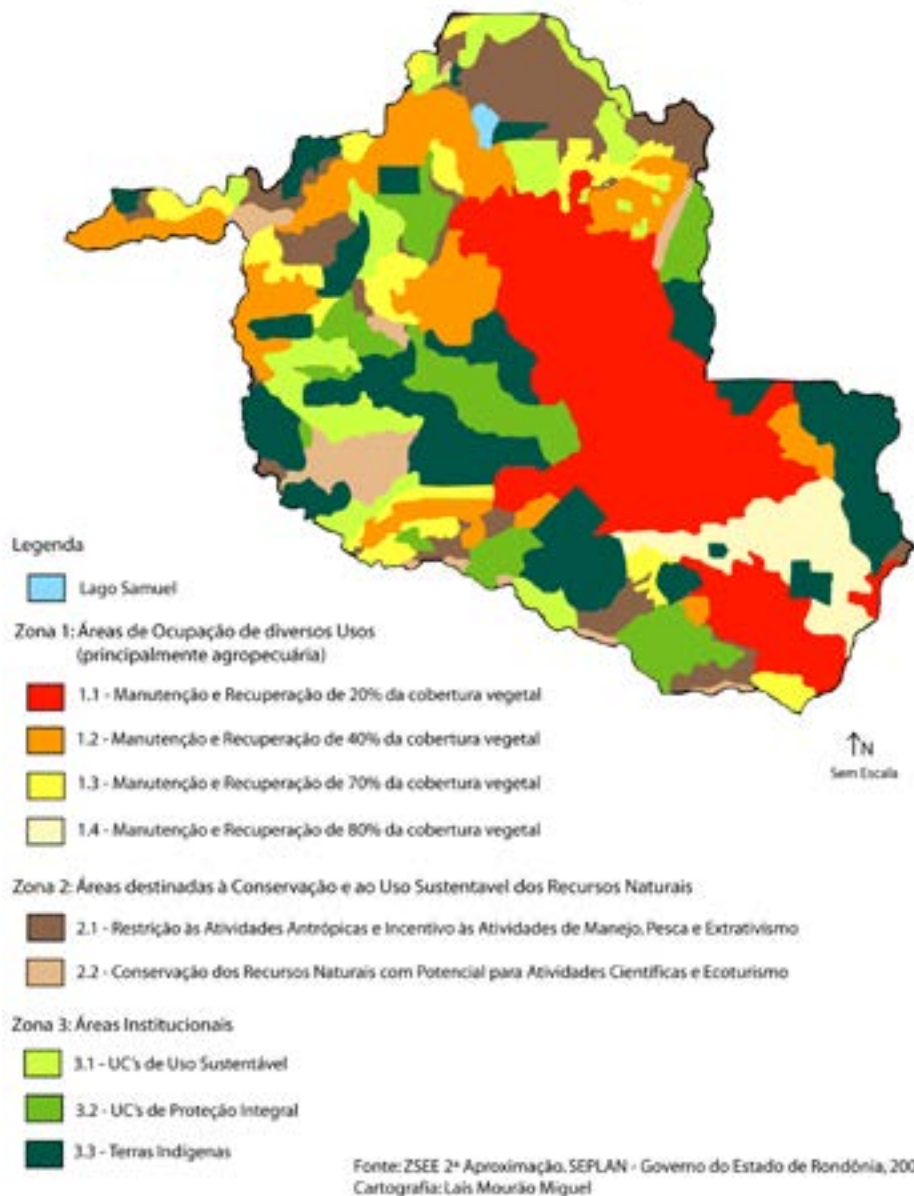 Legenda
Lago Samuel
Zona 1: Áreas de Ocupação de diversos Usos
(principalmente agropecuária)
1.1 - Manutenção e Recuperação de 20% da cobertura vegetal
1.2 - Manutenção e Recuperação de 40% da cobertura vegetal
1.3 - Manutenção e Recuperação de 70% da cobertura vegetal
1.4 - Manutenção e Recuperação de 80% da cobertura vegetal
N
Sem Escala
Zona 2: Áreas destinadas à Conservação e ao Uso Sustentavel dos Recursos Naturais
2.1 - Restrição às Atividades Antrópicas e Incentivo às Atividades de Manejo, Pesca e Extrativismo
2.2 - Conservação dos Recursos Naturais com Potencial para Atividades Científicas e Ecoturismo
Zona 3: Áreas Institucionais
3.1 - UC's de Uso Sustentável
3.2 - UC's de Proteção Integral
3.3 - Terras Indígenas
Fonte: ZSEE 2ª Aproximação. SEPLAN - Governo do Estado de Rondônia, 200
Cartografia: Lais Mourão Miguel